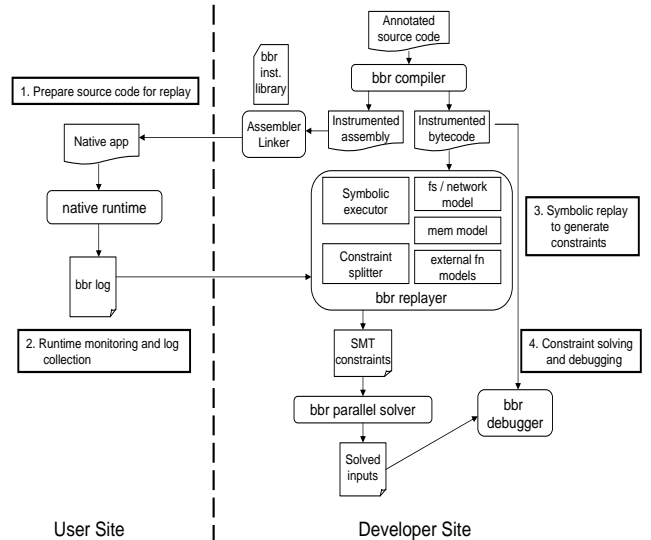 Annotated
source code
bbr
inst.
library
bbr compiler
1. Prepare source code for replay
Native app
Assembler
Linker
Instrumented
assembly
Instrumented
bytecode
native runtime
Symbolic
executor
fs / network
model
mem model
Constraint
splitter
external fn
models
bbr replayer
3. Symbolic replay
to generate
constraints
bbr log
2. Runtime monitoring and log
collection
SMT
constraints
4. Constraint solving
and debugging
bbr parallel solver
bbr
debugger
Solved
inputs
User Site
Developer Site